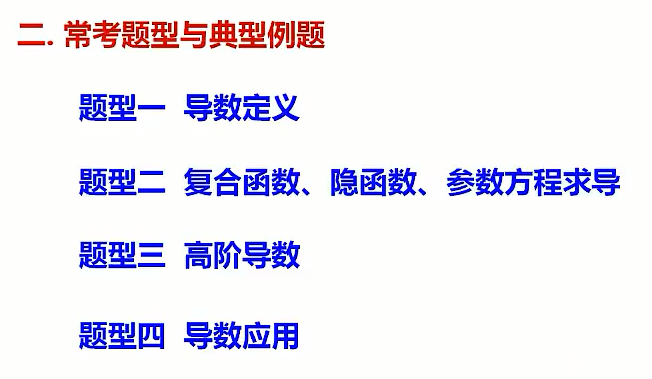 二. 常考题型与典型例题
题型一 导数定义
题型二 复合函数、隐函数、参数方程求导
题型三 高阶导数
题型四 导数应用